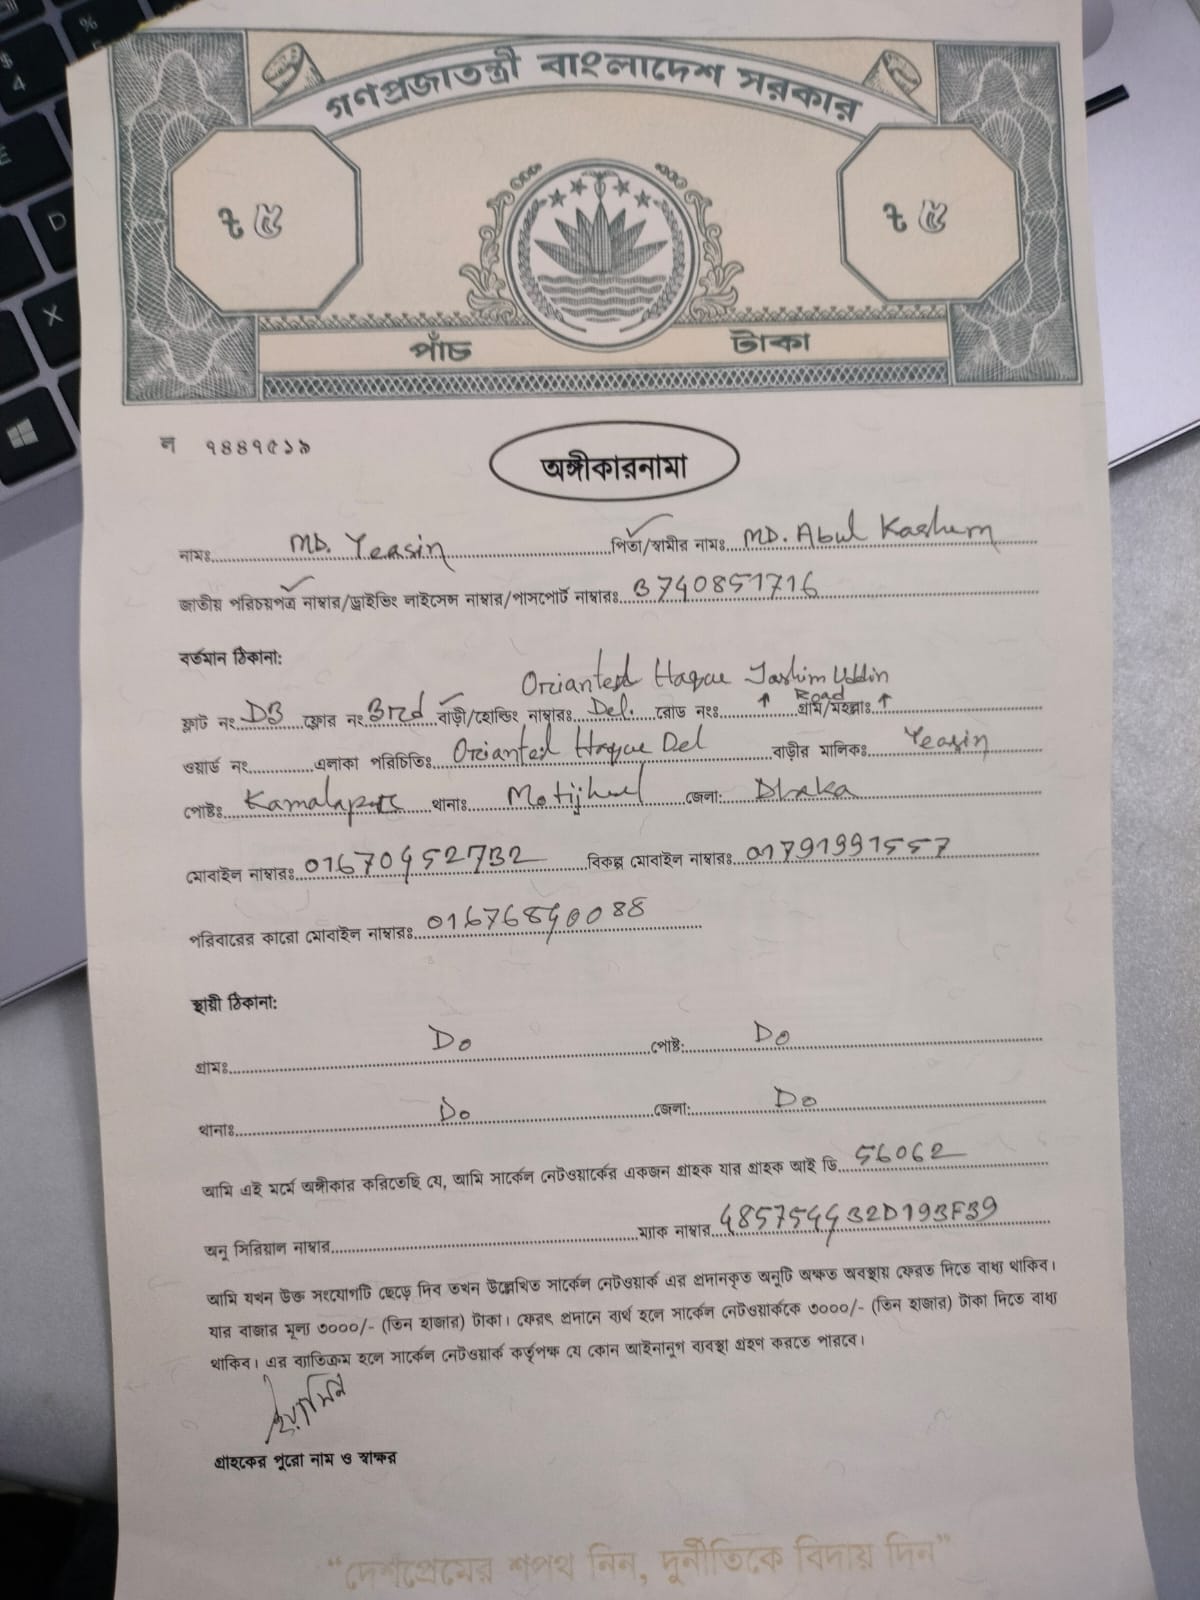 গণপ্রজাতন্ত্রী বাংলাদেশ সরকার
৳ ৫ ৳ ৫
পাঁচ টাকা
ন ৭৪৪৭৫১৯
অঙ্গীকারনামা
নামঃ MD. Yeasin পিতা/স্বামীর নামঃ MD. Abul Kashem
জাতীয় পরিচয়পত্র নাম্বার/ড্রাইভিং লাইসেন্স নাম্বার/পাসপোর্ট নাম্বারঃ 3740851716
বর্তমান ঠিকানা:
Orianted Haque Jashim Uddin
Road
ফ্লাট নং DB ফ্লোর নং 3rd বাড়ী/হোল্ডিং নাম্বারঃ Del. রোড নংঃ ↑ গ্রাম/মহল্লাঃ ↑
ওয়ার্ড নং এলাকা পরিচিতিঃ Orianted Haque Del বাড়ীর মালিকঃ Yeasin
পোষ্টঃ Kamalapur থানাঃ Motijheel জেলা: Dhaka
মোবাইল নাম্বারঃ 01670452732 বিকল্প মোবাইল নাম্বারঃ 01791991557
পরিবারের কারো মোবাইল নাম্বারঃ 01676840088
স্থায়ী ঠিকানা:
গ্রামঃ Do পোষ্ট: Do
থানাঃ Do জেলা: Do
আমি এই মর্মে অঙ্গীকার করিতেছি যে, আমি সার্কেল নেটওয়ার্কের একজন গ্রাহক যার গ্রাহক আই ডি 56062
অনু সিরিয়াল নাম্বার ম্যাক নাম্বার 485754432D193F39
আমি যখন উক্ত সংযোগটি ছেড়ে দিব তখন উল্লেখিত সার্কেল নেটওয়ার্ক এর প্রদানকৃত অনুটি অক্ষত অবস্থায় ফেরত দিতে বাধ্য থাকিব।
যার বাজার মূল্য ৩০০০/- (তিন হাজার) টাকা। ফেরৎ প্রদানে ব্যর্থ হলে সার্কেল নেটওয়ার্ককে ৩০০০/- (তিন হাজার) টাকা দিতে বাধ্য
থাকিব। এর ব্যতিক্রম হলে সার্কেল নেটওয়ার্ক কর্তৃপক্ষ যে কোন আইনানুগ ব্যবস্থা গ্রহণ করতে পারবে।
ইয়াসিন
গ্রাহকের পুরো নাম ও স্বাক্ষর
“দেশপ্রেমের শপথ নিন, দুর্নীতিকে বিদায় দিন”